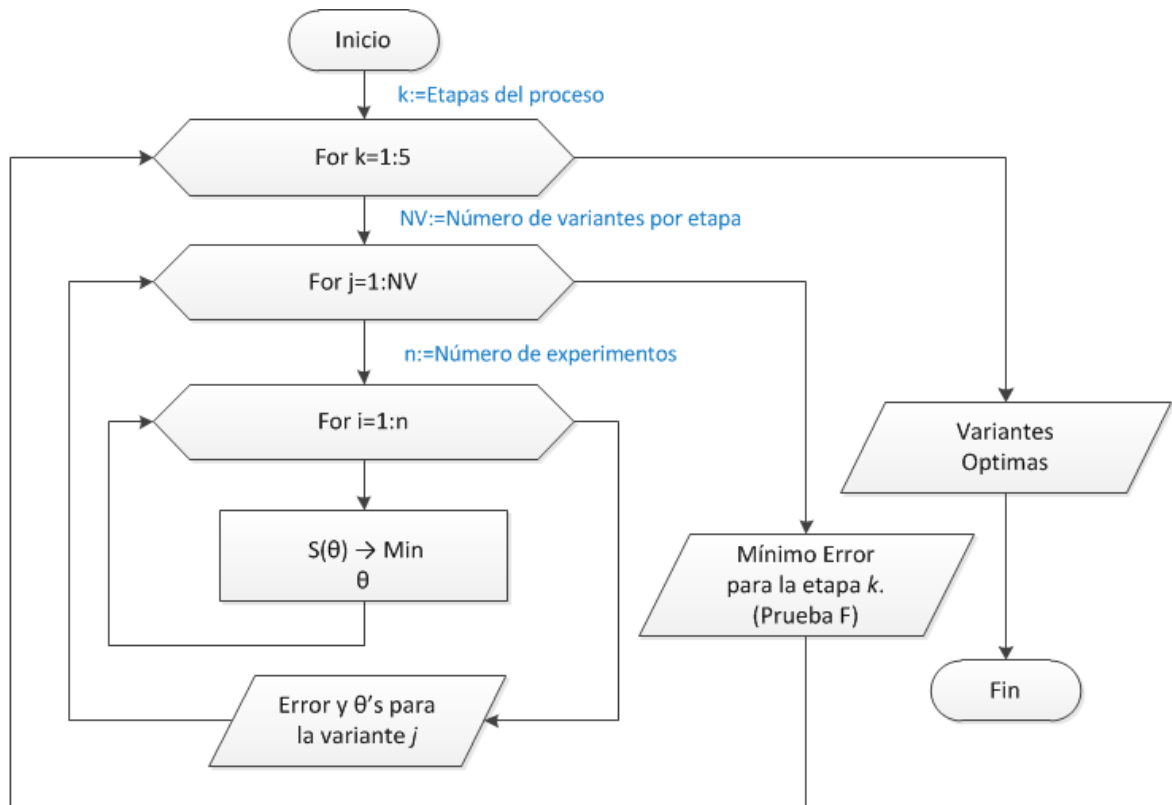 Inicio
k:=Etapas del proceso
For k=1:5
NV:=Número de variantes por etapa
For j=1:NV
n:=Número de experimentos
For i=1:n
S(θ) → Min
θ
Error y θ's para
la variante j
Mínimo Error
para la etapa k.
(Prueba F)
Variantes
Optimas
Fin